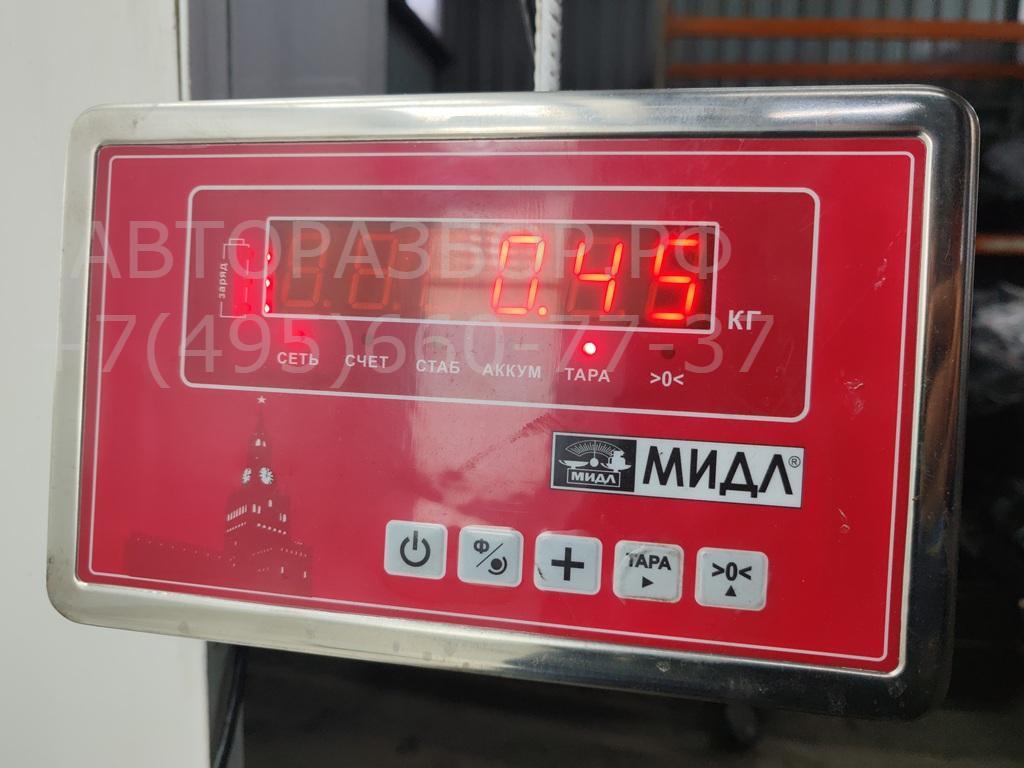 АВТОРАЗБОР.РФ
+7(495)660-77-37
заряд
0.45
КГ
СЕТЬ СЧЕТ СТАБ АККУМ ТАРА >0<
МИДЛ МИДЛ®
Ф + ТАРА >0<